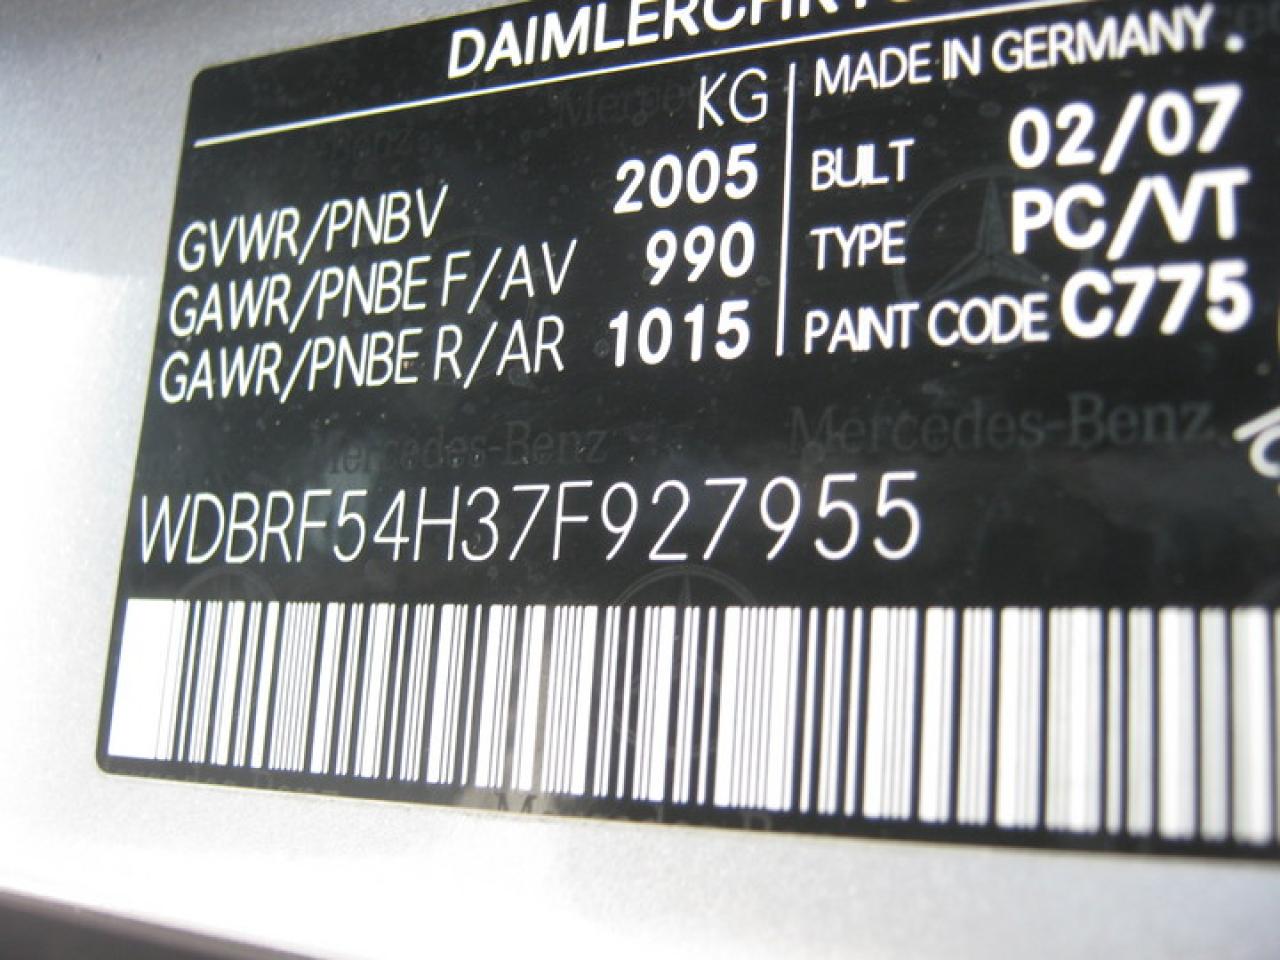 DAIMLERCHRYS
KG
GVWR/PNBV 2005
GAWR/PNBE F/AV 990
GAWR/PNBE R/AR 1015
MADE IN GERMANY.
BUILT 02/07
TYPE PC/VT
PAINT CODE C775
Mercedes-Benz Mercedes-Benz
WDBRF54H37F927955